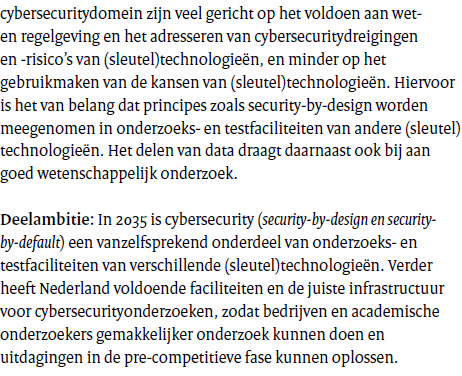 cybersecuritydomein zijn veel gericht op het voldoen aan wet-
en regelgeving en het adresseren van cybersecuritydreigingen
en -risico’s van (sleutel)technologieën, en minder op het
gebruikmaken van de kansen van (sleutel)technologieën. Hiervoor
is het van belang dat principes zoals security-by-design worden
meegenomen in onderzoeks- en testfaciliteiten van andere (sleutel)
technologieën. Het delen van data draagt daarnaast ook bij aan
goed wetenschappelijk onderzoek.

Deelambitie: In 2035 is cybersecurity (security-by-design en security-
by-default) een vanzelfsprekend onderdeel van onderzoeks- en
testfaciliteiten van verschillende (sleutel)technologieën. Verder
heeft Nederland voldoende faciliteiten en de juiste infrastructuur
voor cybersecurityonderzoeken, zodat bedrijven en academische
onderzoekers gemakkelijker onderzoek kunnen doen en
uitdagingen in de pre-competitieve fase kunnen oplossen.